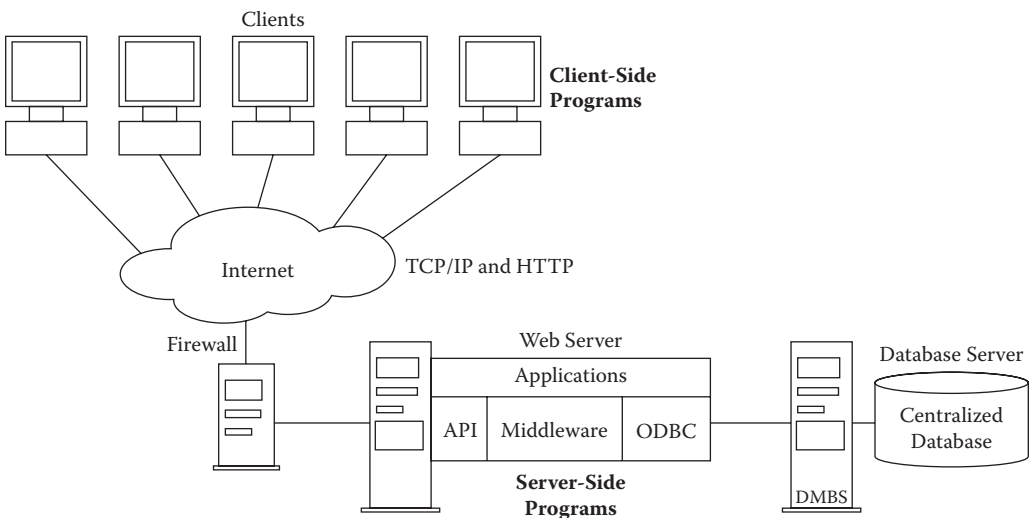 Clients
Client-Side
Programs
Internet
TCP/IP and HTTP
Firewall
Web Server
Applications
API
Middleware
ODBC
Server-Side
Programs
Database Server
Centralized
Database
DMBS